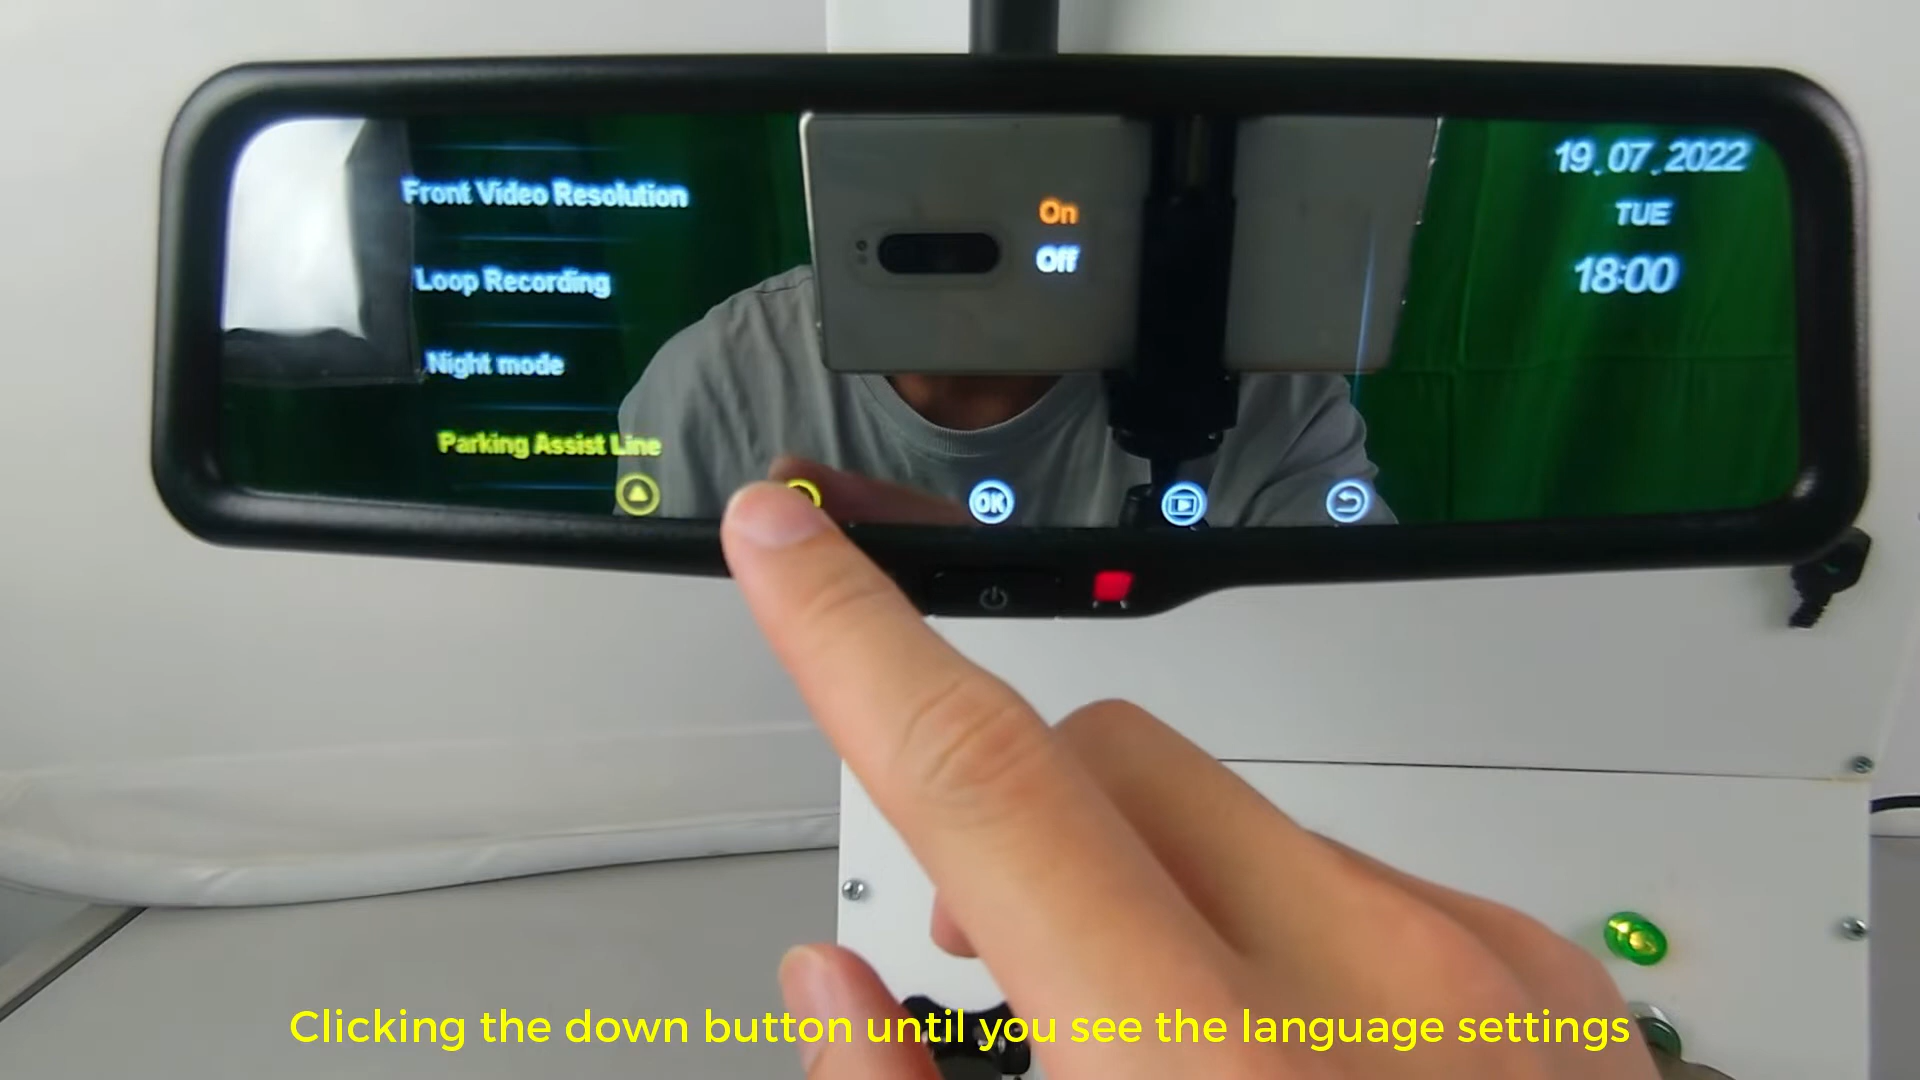 Front Video Resolution
Loop Recording
Night mode
Parking Assist Line
On
Off
19.07.2022
TUE
18:00
OK
Clicking the down button until you see the language settings